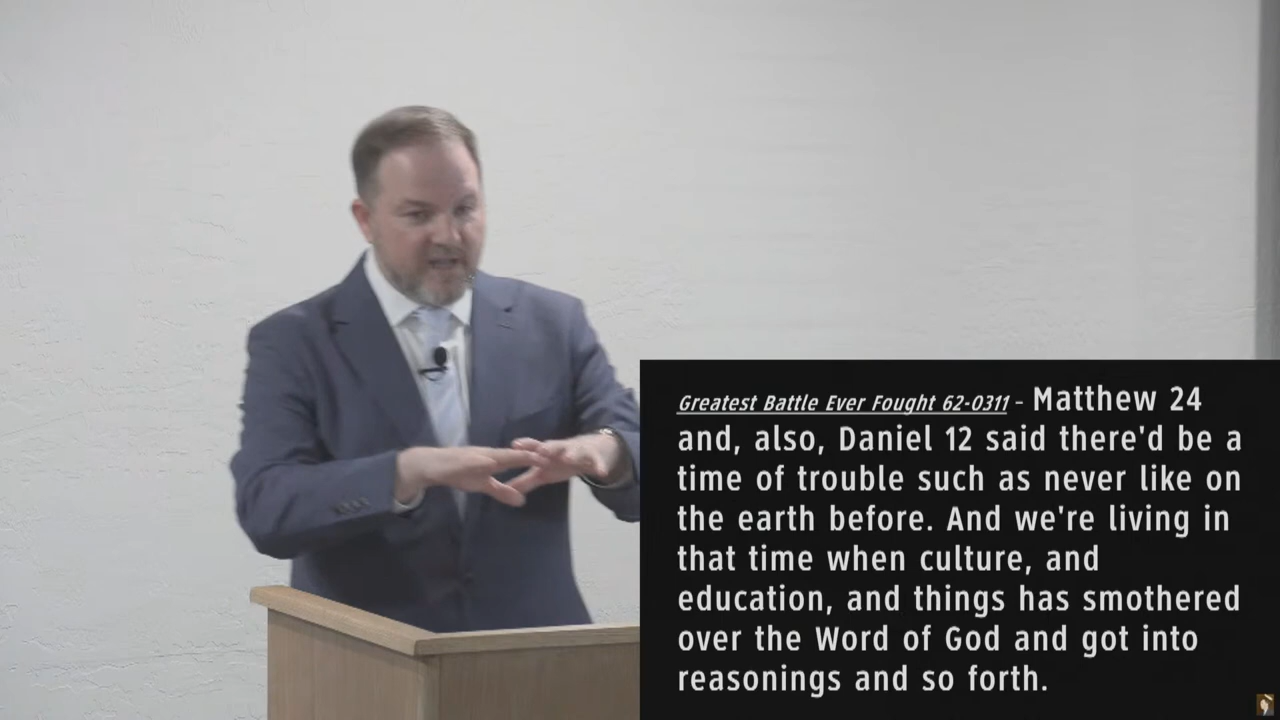 Greatest Battle Ever Fought 62-0311 - Matthew 24
and, also, Daniel 12 said there'd be a
time of trouble such as never like on
the earth before. And we're living in
that time when culture, and
education, and things has smothered
over the Word of God and got into
reasonings and so forth.